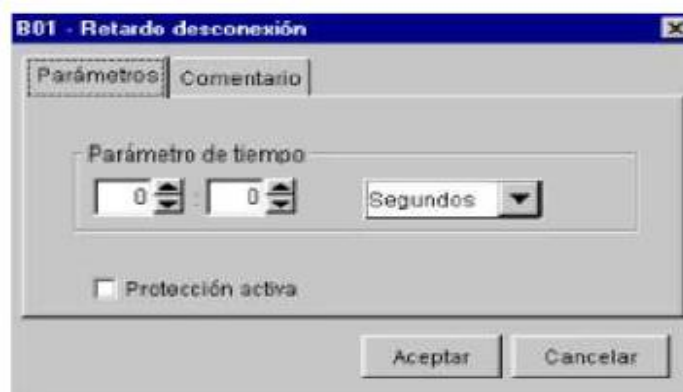 B01 - Retardo desconexión
Parámetros Comentario
Parámetro de tiempo
0 : 0 Segundos
Protección activa
Aceptar Cancelar